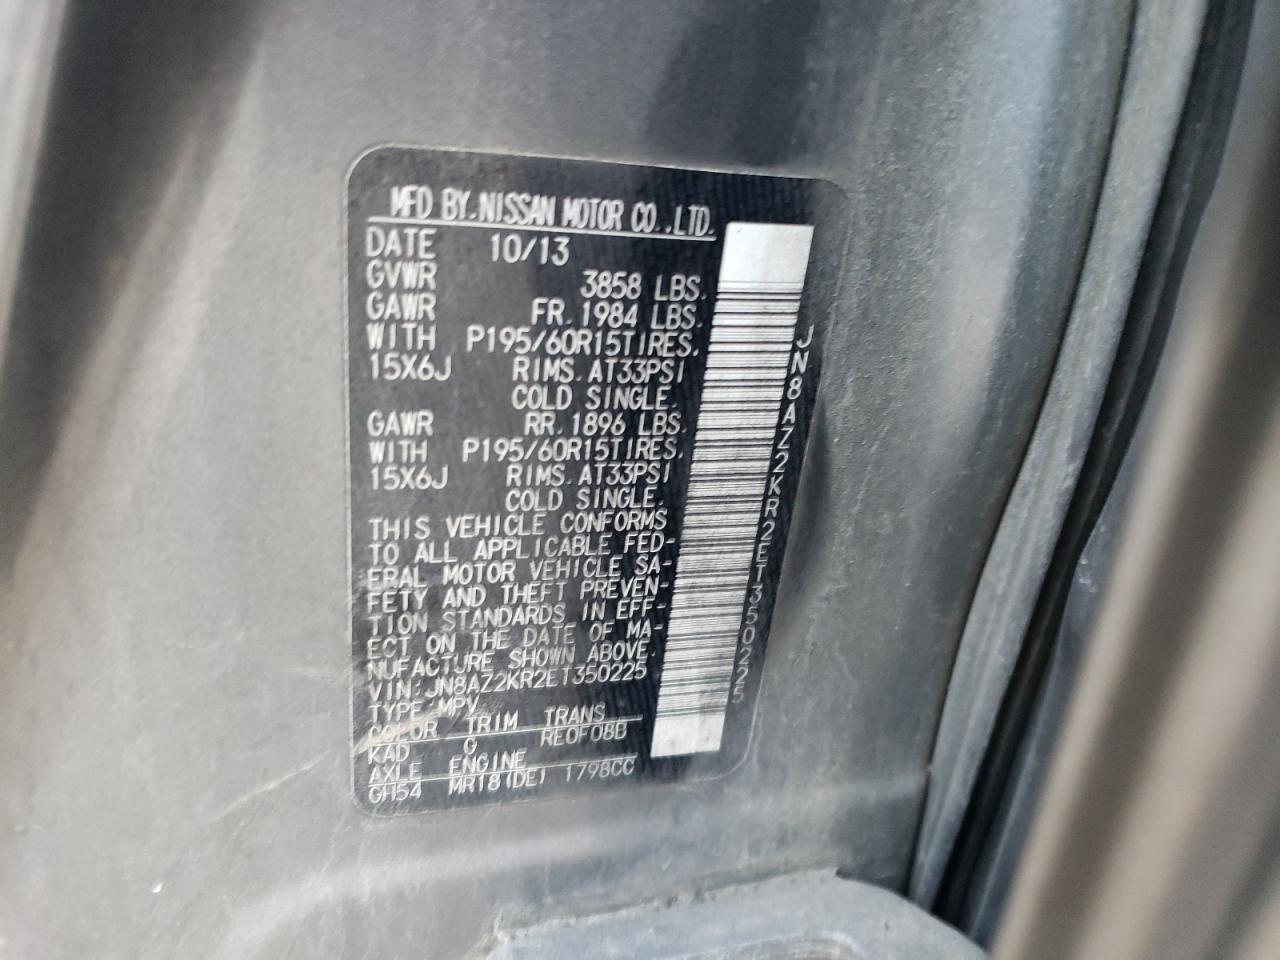 MFD BY.NISSAN MOTOR CO.,LTD.
DATE 10/13
GVWR 3858 LBS.
GAWR FR. 1984 LBS.
WITH P195/60R15TIRES.
15X6J RIMS.AT33PSI
COLD SINGLE.
GAWR RR. 1896 LBS.
WITH P195/60R15TIRES.
15X6J RIMS.AT33PSI
COLD SINGLE.
THIS VEHICLE CONFORMS
TO ALL APPLICABLE FED-
ERAL MOTOR VEHICLE SA-
FETY AND THEFT PREVEN-
TION STANDARDS IN EFF-
ECT ON THE DATE OF MA-
NUFACTURE SHOWN ABOVE.
VIN:JN8AZ2KR2ET350225
TYPE:MPV
COLOR TRIM TRANS
KAD G RE0F08B
AXLE ENGINE
GH54 MR18(DE) 1798CC
JN8AZ2KR2ET350225